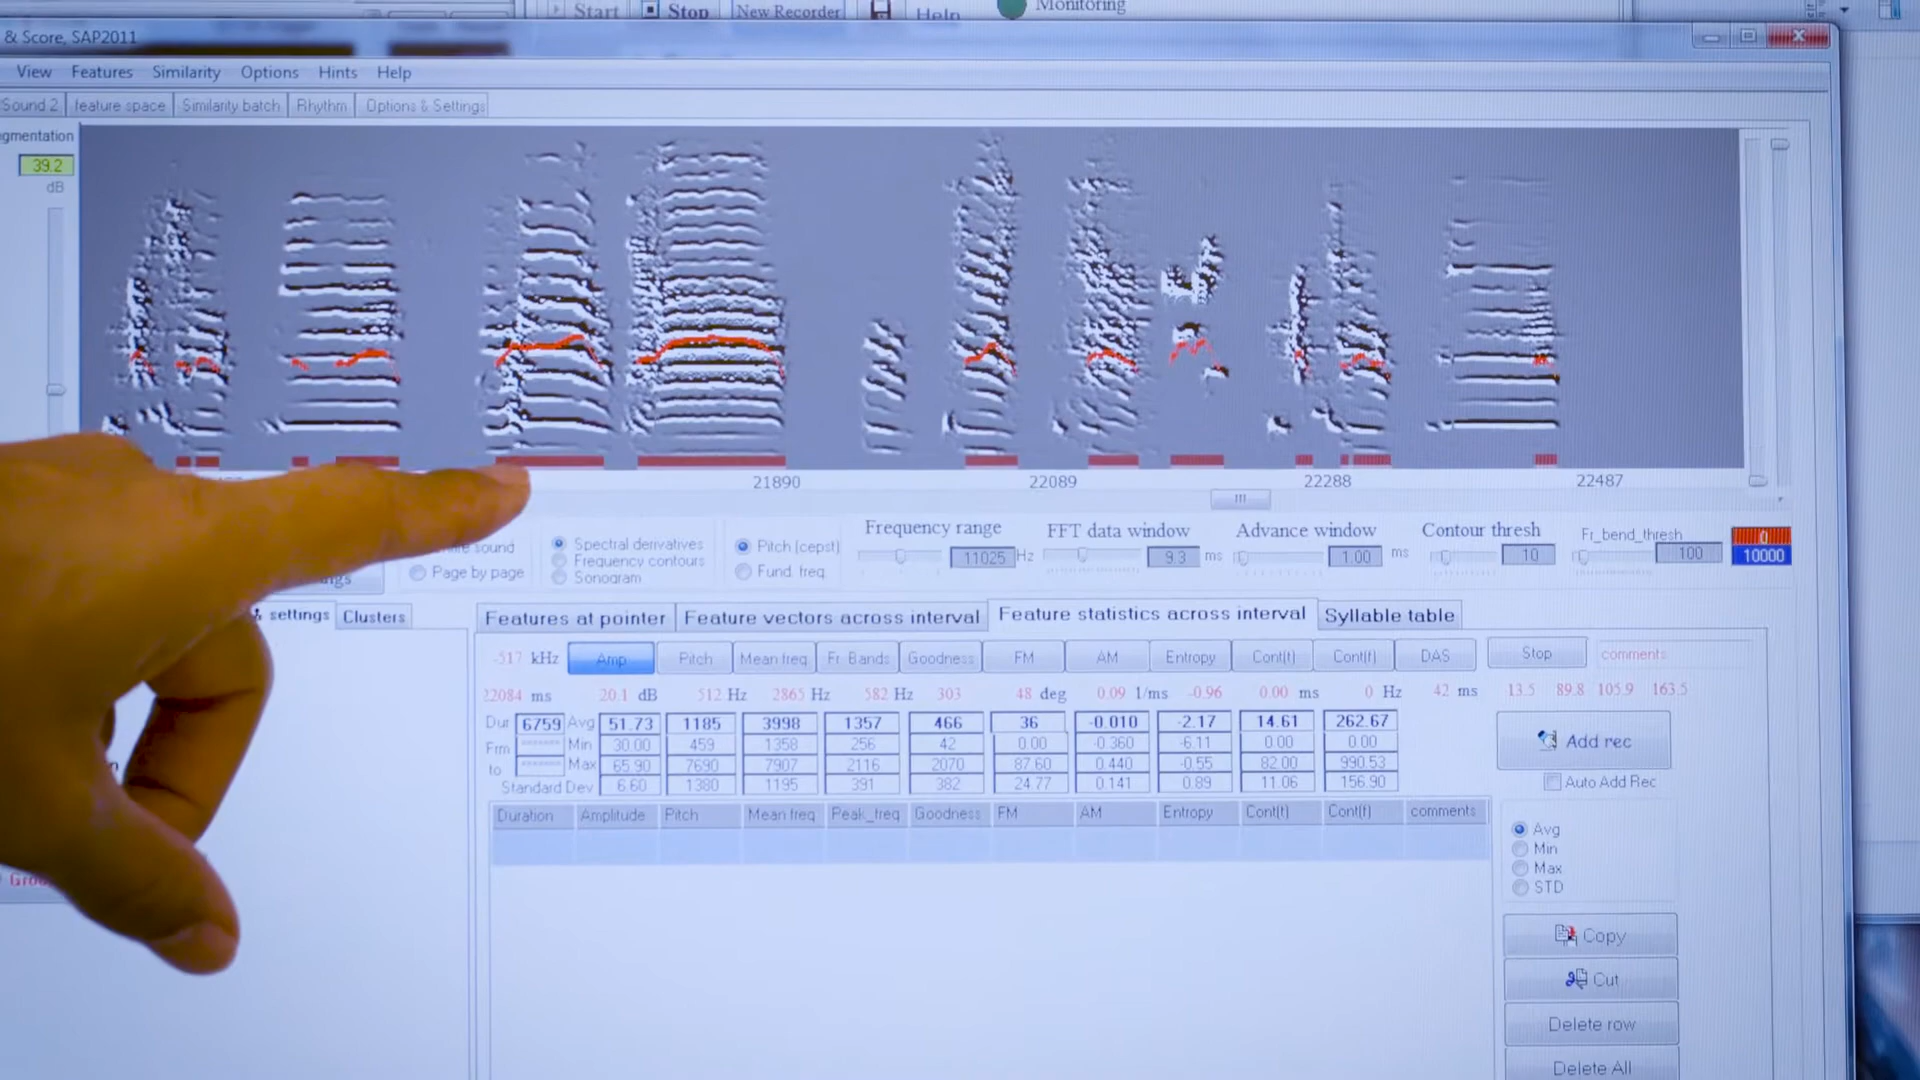 Start Stop New Recorder Help Monitoring
& Score, SAP2011
View Features Similarity Options Hints Help
Sound 2 feature space Similarity batch Rhythm Options & Settings
gmentation
39.2
dB
21890 22089 22288 22487
sound
Page by page
Spectral derivatives
Frequency contours
Sonogram
Pitch (cepst)
Fund. freq
Frequency range
11025 Hz
FFT data window
9.3 ms
Advance window
1.00 ms
Contour thresh
10
Fr_bend_thresh
100
0
10000
settings Clusters
Features at pointer Feature vectors across interval Feature statistics across interval Syllable table
-517 kHz Amp Pitch Mean freq Fr. Bands Goodness FM AM Entropy Cont(t) Cont(f) DAS Stop comments
22084 ms 20.1 dB 512 Hz 2865 Hz 582 Hz 303 48 deg 0.09 1/ms -0.96 0.00 ms 0 Hz 42 ms 13.5 89.8 105.9 163.5
Dur 6759 Avg 51.73 1185 3998 1357 466 36 -0.010 -2.17 14.61 262.67
Frm Min 30.00 459 1358 256 42 0.00 -0.360 -6.11 0.00 0.00
to Max 65.90 7690 7907 2116 2070 87.60 0.440 -0.55 82.00 990.53
Standard Dev 6.60 1380 1195 391 382 24.77 0.141 0.89 11.06 156.90
Duration Amplitude Pitch Mean freq Peak_freq Goodness FM AM Entropy Cont(t) Cont(f) comments
Add rec
Auto Add Rec
Avg
Min
Max
STD
Copy
Cut
Delete row
Delete All